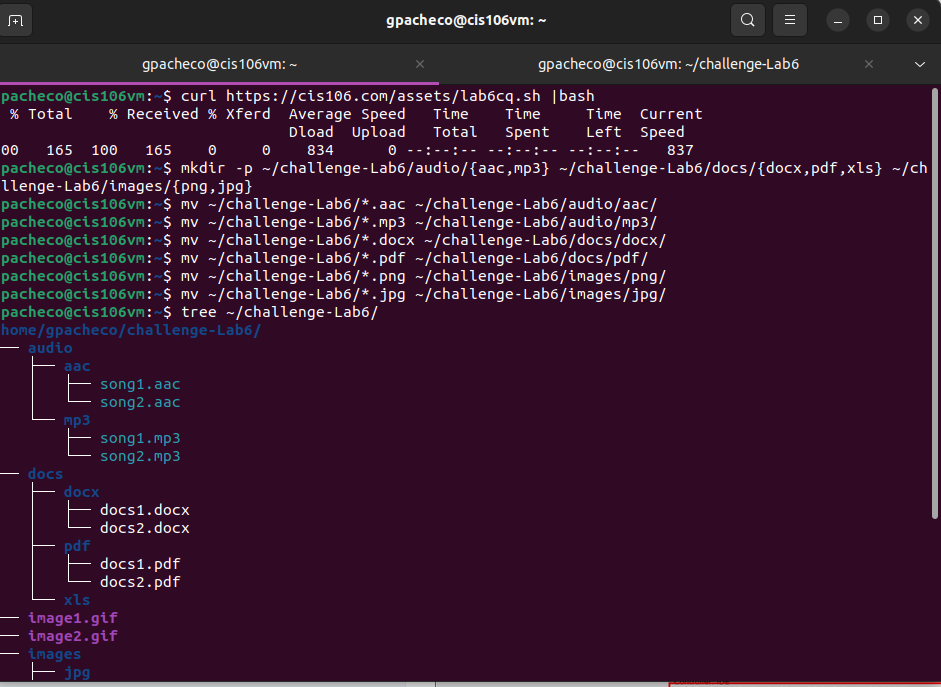 gpacheco@cis106vm: ~
gpacheco@cis106vm: ~
gpacheco@cis106vm: ~/challenge-Lab6
pacheco@cis106vm:~$ curl https://cis106.com/assets/lab6cq.sh |bash
% Total    % Received % Xferd  Average Speed   Time    Time     Time  Current
Dload  Upload   Total   Spent    Left  Speed
00   165  100   165    0     0    834      0 --:--:-- --:--:-- --:--:--   837
pacheco@cis106vm:~$ mkdir -p ~/challenge-Lab6/audio/{aac,mp3} ~/challenge-Lab6/docs/{docx,pdf,xls} ~/ch
llenge-Lab6/images/{png,jpg}
pacheco@cis106vm:~$ mv ~/challenge-Lab6/*.aac ~/challenge-Lab6/audio/aac/
pacheco@cis106vm:~$ mv ~/challenge-Lab6/*.mp3 ~/challenge-Lab6/audio/mp3/
pacheco@cis106vm:~$ mv ~/challenge-Lab6/*.docx ~/challenge-Lab6/docs/docx/
pacheco@cis106vm:~$ mv ~/challenge-Lab6/*.pdf ~/challenge-Lab6/docs/pdf/
pacheco@cis106vm:~$ mv ~/challenge-Lab6/*.png ~/challenge-Lab6/images/png/
pacheco@cis106vm:~$ mv ~/challenge-Lab6/*.jpg ~/challenge-Lab6/images/jpg/
pacheco@cis106vm:~$ tree ~/challenge-Lab6/
home/gpacheco/challenge-Lab6/
── audio
   ├── aac
   │   ├── song1.aac
   │   └── song2.aac
   └── mp3
       ├── song1.mp3
       └── song2.mp3
── docs
   ├── docx
   │   ├── docs1.docx
   │   └── docs2.docx
   ├── pdf
   │   ├── docs1.pdf
   │   └── docs2.pdf
   └── xls
── image1.gif
── image2.gif
── images
   ├── jpg